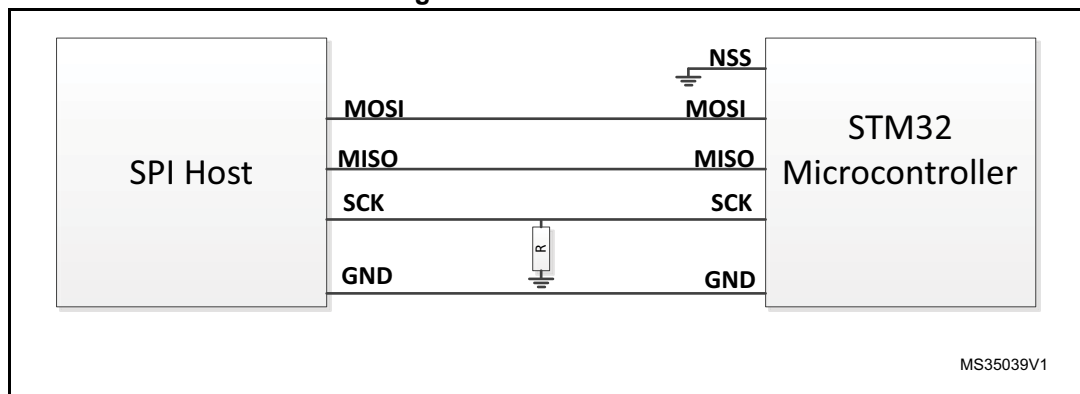 NSS
MOSI
MOSI
STM32
Microcontroller
SPI Host
MISO
MISO
SCK
SCK
R
GND
GND
MS35039V1